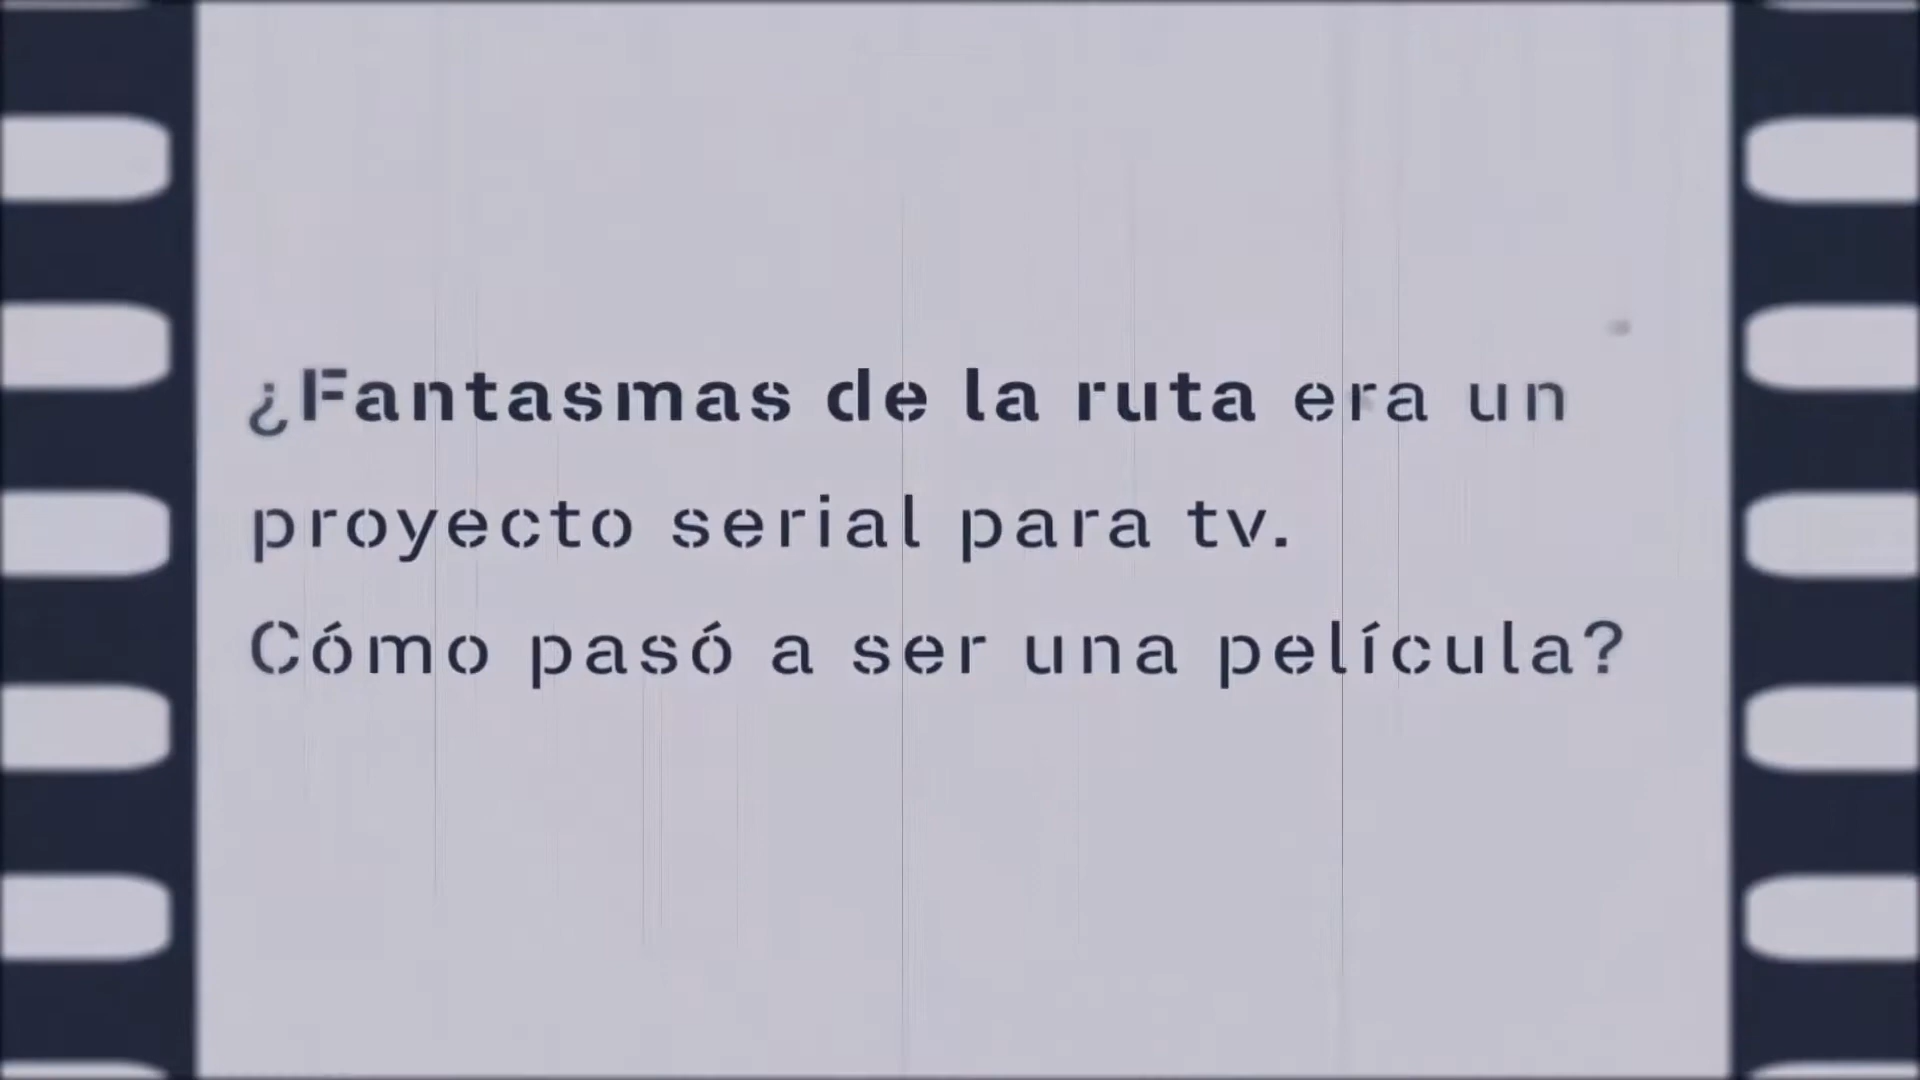 ¿Fantasmas de la ruta era un
proyecto serial para tv.
Cómo pasó a ser una película?